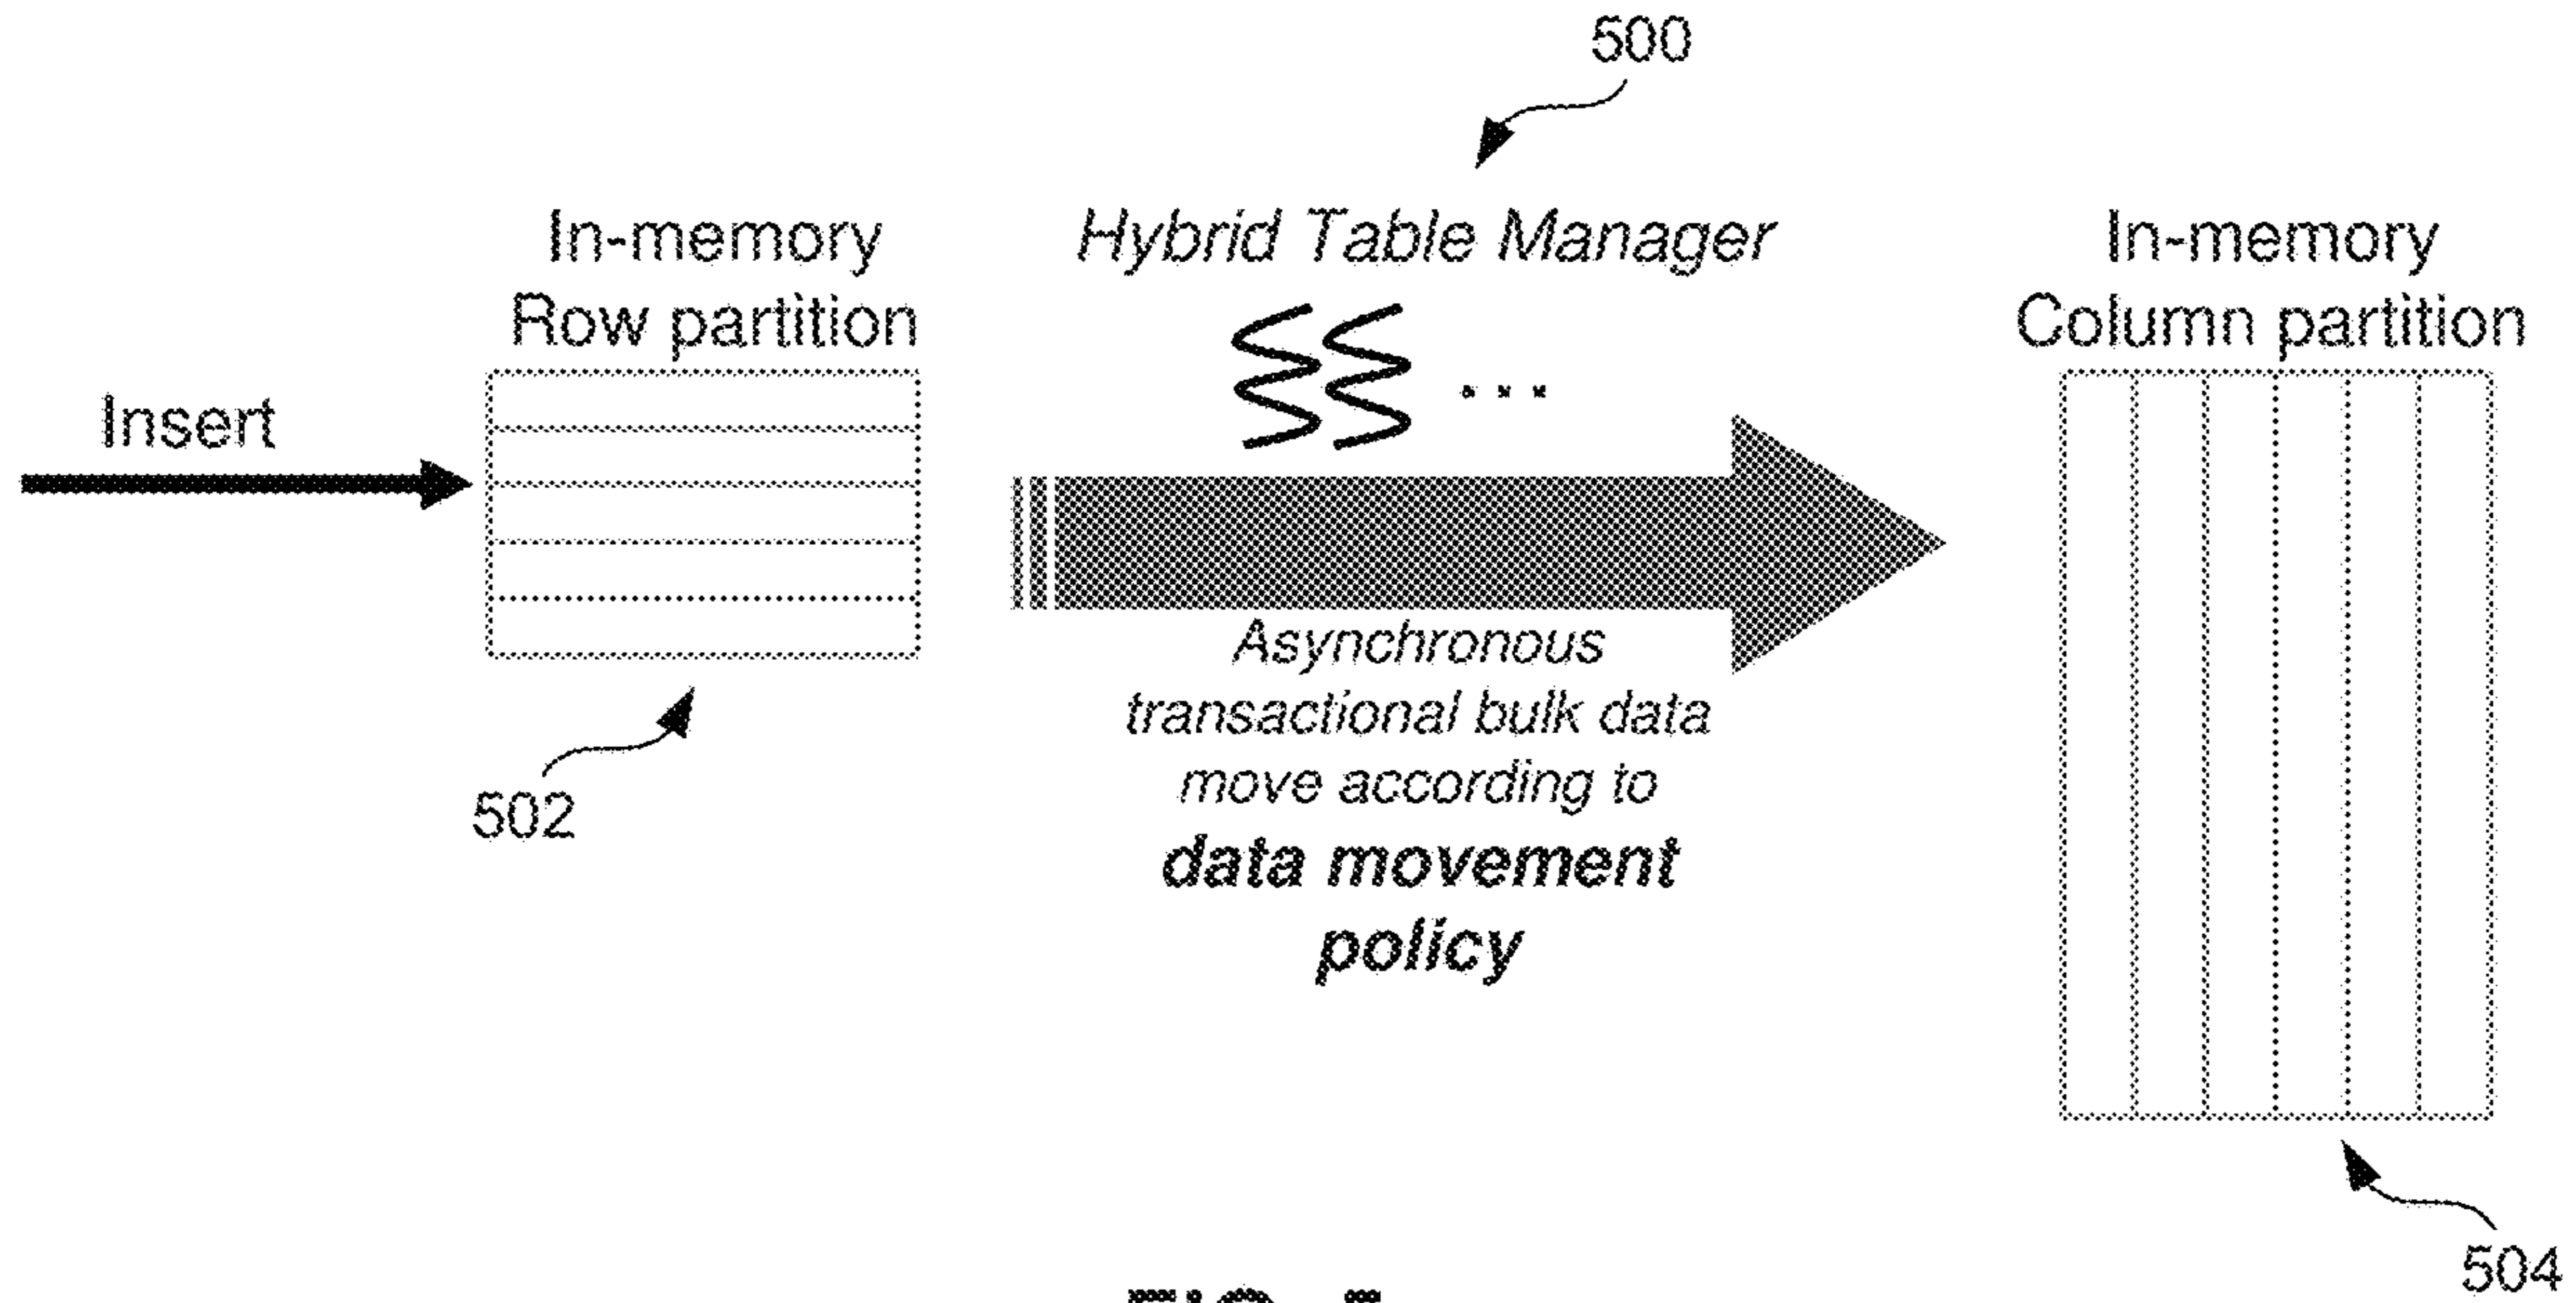 500
In-memory
Row partition
Hybrid Table Manager
In-memory
Column partition
Insert
...
Asynchronous
transactional bulk data
move according to
data movement
policy
502
504